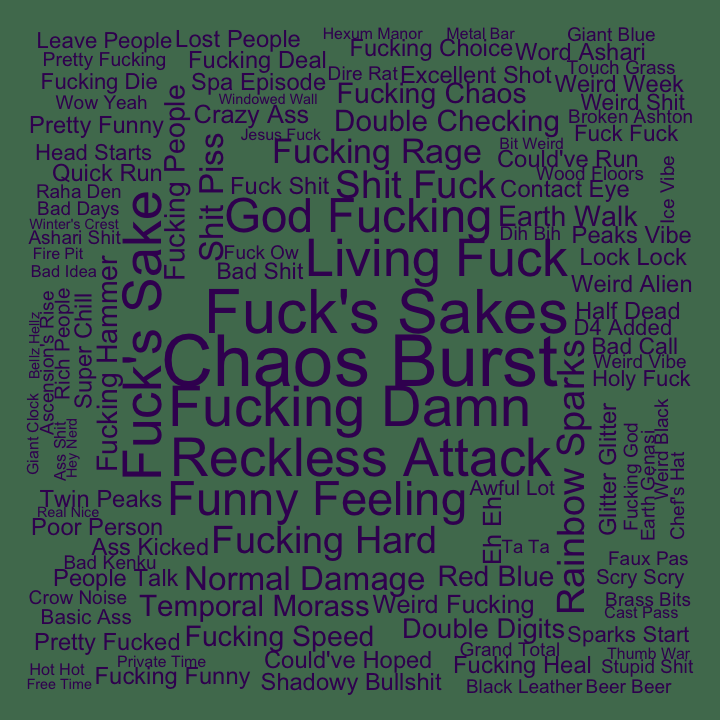 Leave People
Lost People
Hexum Manor
Metal Bar
Giant Blue
Pretty Fucking
Fucking Deal
Fucking Choice
Word Ashari
Fucking Die
Spa Episode
Dire Rat
Excellent Shot
Touch Grass
Weird Week
Wow Yeah
Windowed Wall
Fucking Chaos
Weird Shit
Pretty Funny
Crazy Ass
Double Checking
Broken Ashton
Jesus Fuck
Fuck Fuck
Head Starts
Fucking People
Shit Piss
Fucking Rage
Bit Weird
Could've Run
Quick Run
Wood Floors
Ice Vibe
Raha Den
Fuck Shit
Shit Fuck
Contact Eye
Bad Days
Winter's Crest
God Fucking
Earth Walk
Ashari Shit
Dih Bih
Peaks Vibe
Fire Pit
Fuck Ow
Living Fuck
Lock Lock
Bad Idea
Bad Shit
Weird Alien
Fuck's Sake
Fuck's Sakes
Half Dead
D4 Added
Bellz Hellz
Ascension's Rise
Rich People
Super Chill
Fucking Hammer
Chaos Burst
Bad Call
Weird Vibe
Holy Fuck
Giant Clock
Ass Shit
Hey Nerd
Fucking Damn
Rainbow Sparks
Glitter Glitter
Fucking God
Earth Genasi
Weird Black
Chef's Hat
Reckless Attack
Twin Peaks
Funny Feeling
Awful Lot
Real Nice
Poor Person
Fucking Hard
Eh Eh
Ta Ta
Ass Kicked
Bad Kenku
Faux Pas
People Talk
Normal Damage
Red Blue
Scry Scry
Crow Noise
Temporal Morass
Weird Fucking
Brass Bits
Cast Pass
Basic Ass
Double Digits
Sparks Start
Pretty Fucked
Fucking Speed
Grand Total
Thumb War
Private Time
Could've Hoped
Fucking Heal
Stupid Shit
Hot Hot
Fucking Funny
Free Time
Shadowy Bullshit
Black Leather
Beer Beer